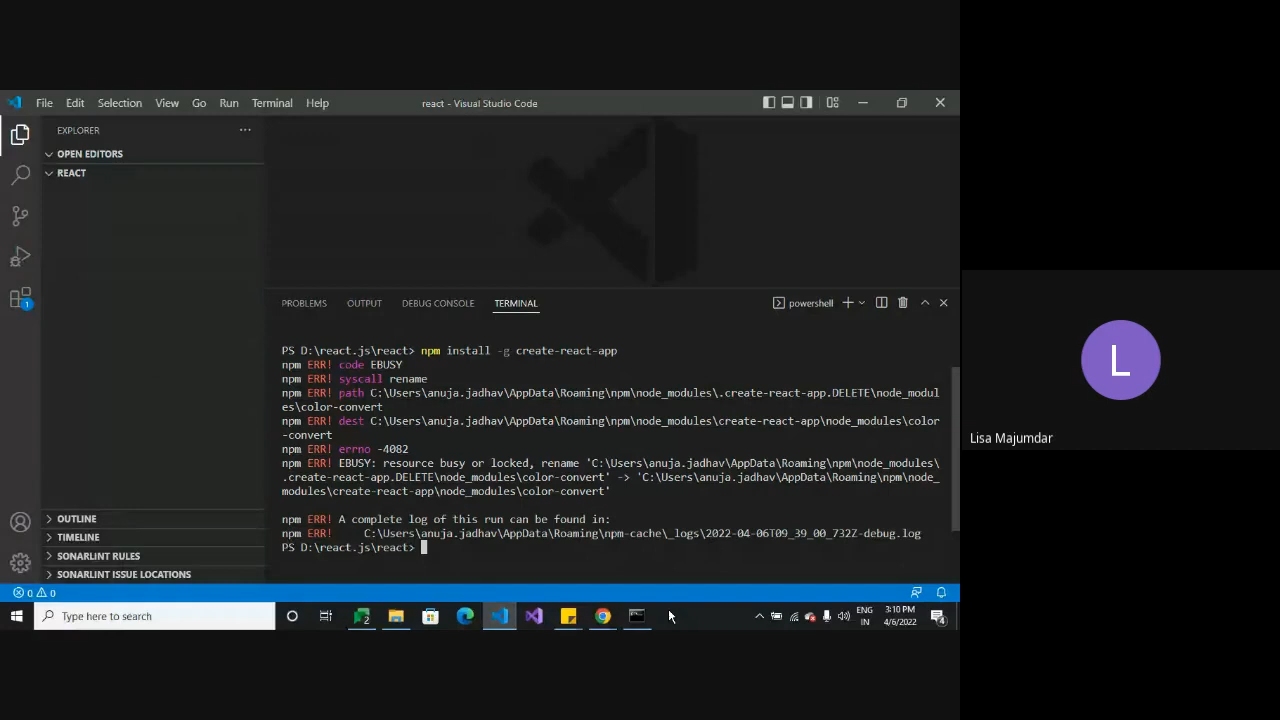 File Edit Selection View Go Run Terminal Help
react - Visual Studio Code
EXPLORER
OPEN EDITORS
REACT
OUTLINE
TIMELINE
SONARLINT RULES
SONARLINT ISSUE LOCATIONS
1
PROBLEMS OUTPUT DEBUG CONSOLE TERMINAL
powershell
PS D:\react.js\react> npm install -g create-react-app
npm ERR! code EBUSY
npm ERR! syscall rename
npm ERR! path C:\Users\anuja.jadhav\AppData\Roaming\npm\node_modules\.create-react-app.DELETE\node_modul
es\color-convert
npm ERR! dest C:\Users\anuja.jadhav\AppData\Roaming\npm\node_modules\create-react-app\node_modules\color
-convert
npm ERR! errno -4082
npm ERR! EBUSY: resource busy or locked, rename 'C:\Users\anuja.jadhav\AppData\Roaming\npm\node_modules\
.create-react-app.DELETE\node_modules\color-convert' -> 'C:\Users\anuja.jadhav\AppData\Roaming\npm\node_
modules\create-react-app\node_modules\color-convert'
npm ERR! A complete log of this run can be found in:
npm ERR!     C:\Users\anuja.jadhav\AppData\Roaming\npm-cache\_logs\2022-04-06T09_39_00_732Z-debug.log
PS D:\react.js\react>
0 0
Type here to search
2
ENG
IN
3:10 PM
4/6/2022
4
L
Lisa Majumdar